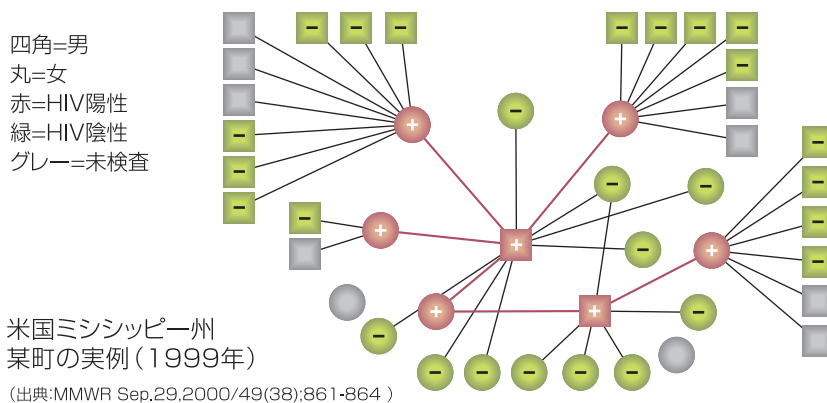 四角=男
丸=女
赤=HIV陽性
緑=HIV陰性
グレー=未検査
米国ミシシッピー州
某町の実例（1999年）
（出典:MMWR Sep.29,2000/49(38);861-864 ）